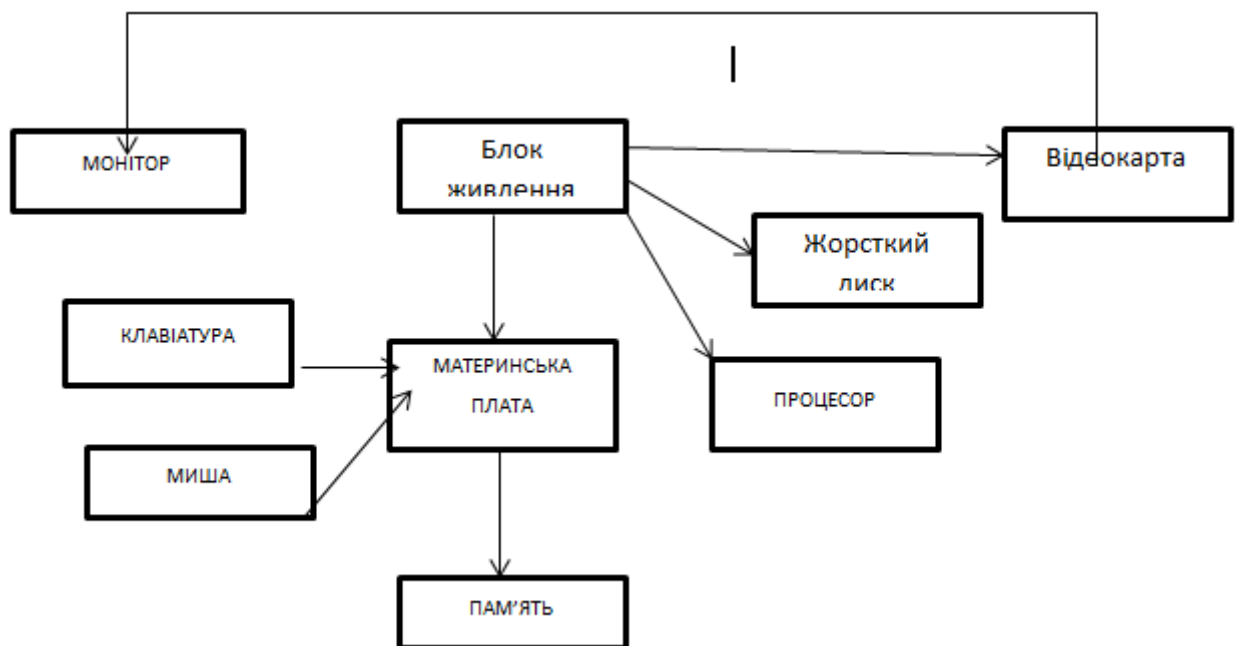 МОНІТОР
Блок
живлення
Відеокарта
Жорсткий
диск
КЛАВІАТУРА
МАТЕРИНСЬКА
ПЛАТА
ПРОЦЕСОР
МИША
ПАМ'ЯТЬ